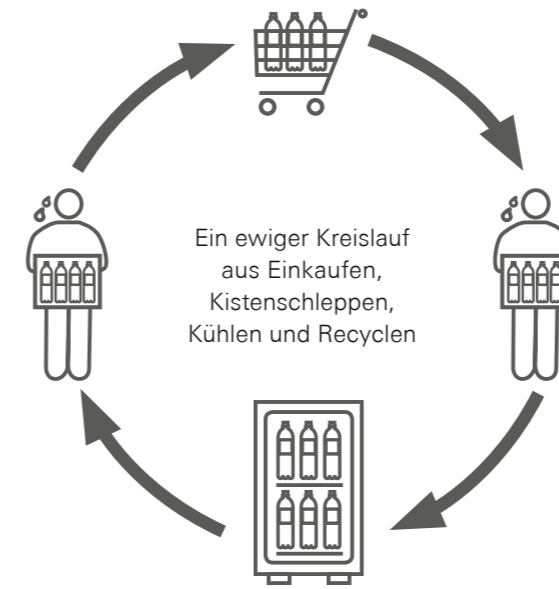 Ein ewiger Kreislauf
aus Einkaufen,
Kistenschleppen,
Kühlen und Recyclen